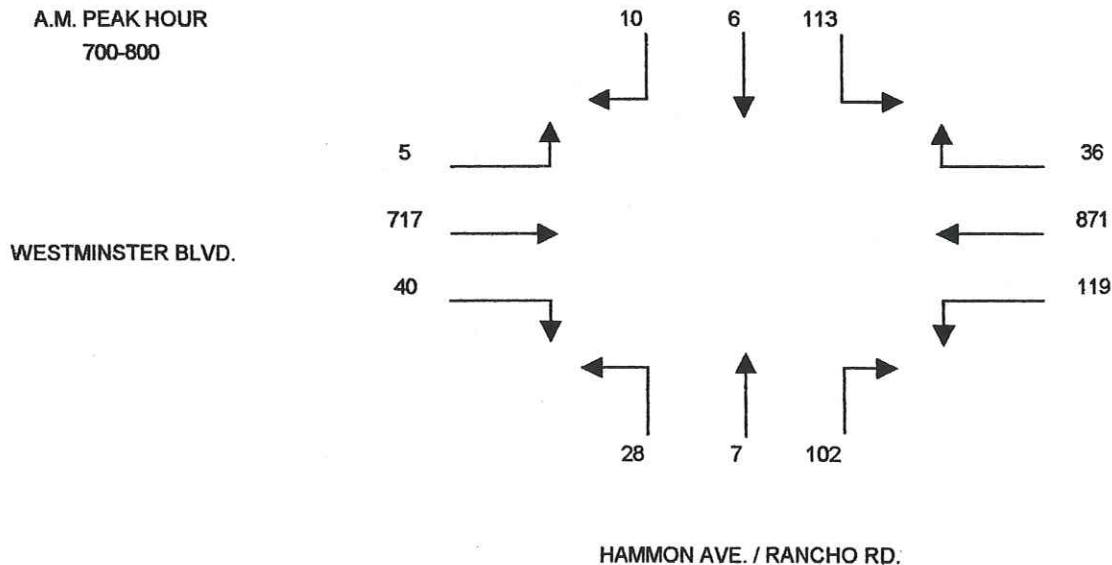 A.M. PEAK HOUR
700-800
10 6 113
5 36
717 871
WESTMINSTER BLVD.
40 119
28 7 102
HAMMON AVE. / RANCHO RD.